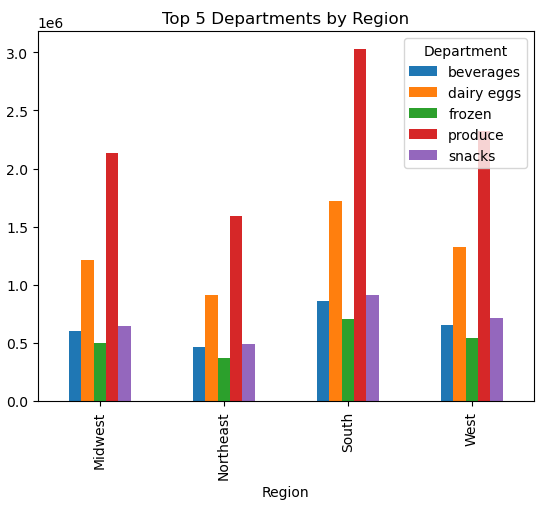 Top 5 Departments by Region
1e6
3.0
2.5
2.0
1.5
1.0
0.5
0.0
Department
beverages
dairy eggs
frozen
produce
snacks
Midwest
Northeast
South
West
Region